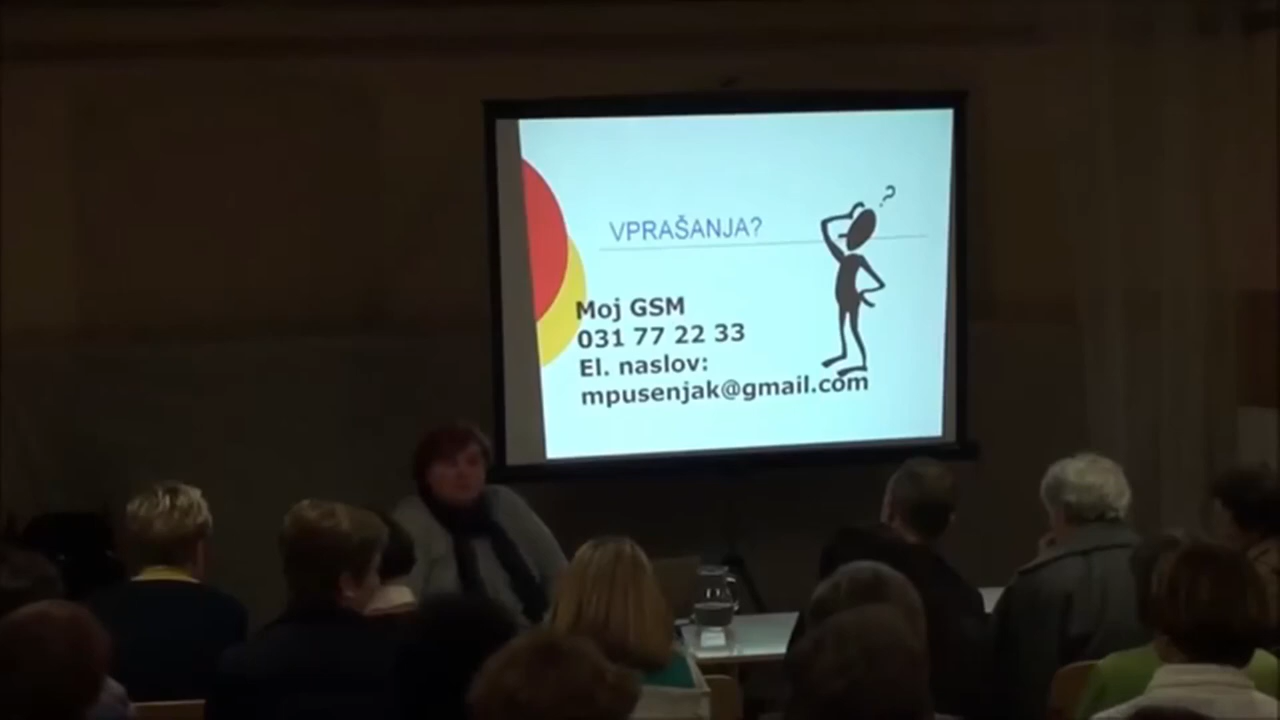 ?
VPRAŠANJA?
Moj GSM
031 77 22 33
El. naslov:
mpusenjak@gmail.com